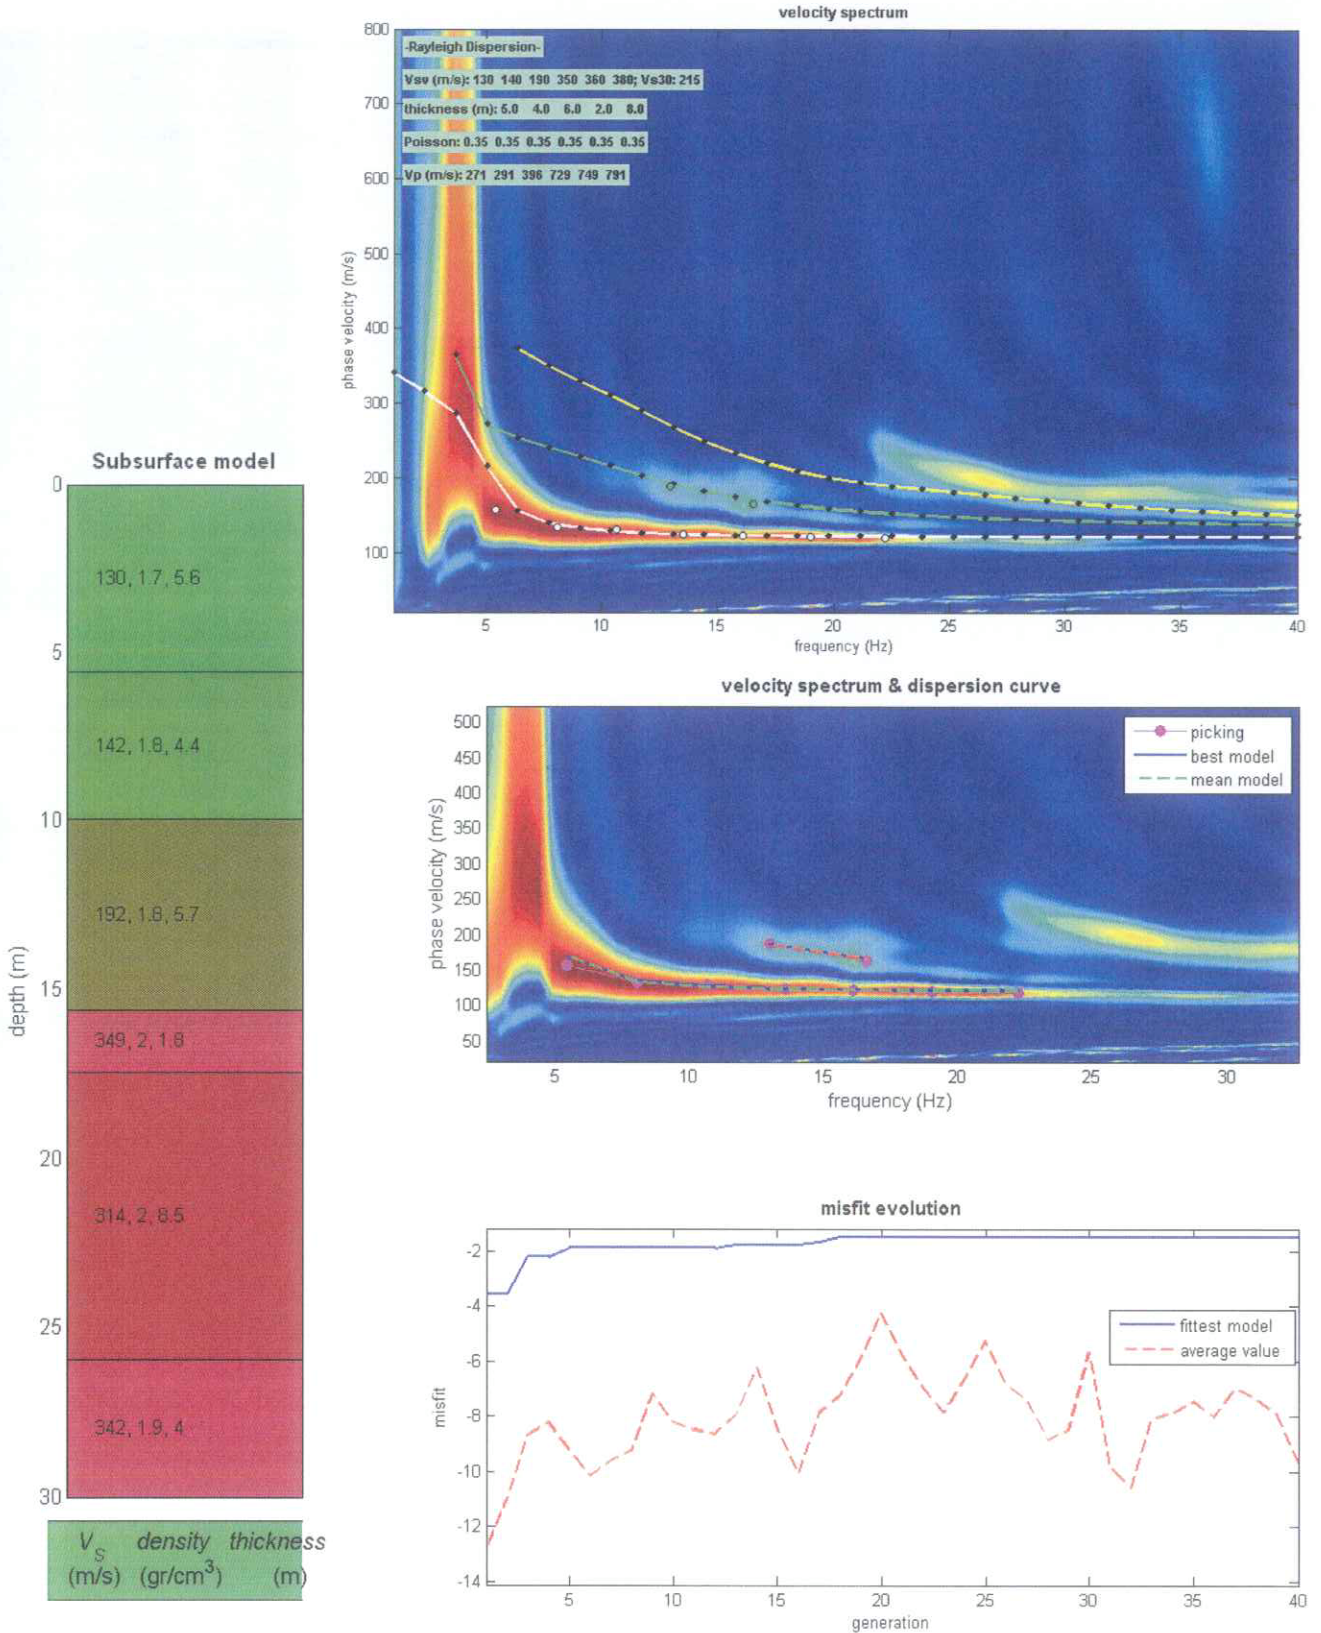 velocity spectrum
800
700
600
500
400
300
200
100
phase velocity (m/s)
-Rayleigh Dispersion-
Vsv (m/s): 130 140 190 350 360 380; Vs30: 215
thickness (m): 5.0 4.0 6.0 2.0 8.0
Poisson: 0.35 0.35 0.35 0.35 0.35 0.35
Vp (m/s): 271 291 396 729 749 791
5 10 15 20 25 30 35 40
frequency (Hz)
Subsurface model
0
5
10
15
20
25
30
depth (m)
130, 1.7, 5.6
142, 1.8, 4.4
192, 1.8, 5.7
349, 2, 1.8
314, 2, 8.5
342, 1.9, 4
V_S density thickness
(m/s) (gr/cm³) (m)
velocity spectrum & dispersion curve
500
450
400
350
300
250
200
150
100
50
phase velocity (m/s)
picking
best model
mean model
5 10 15 20 25 30
frequency (Hz)
misfit evolution
-2
-4
-6
-8
-10
-12
-14
misfit
fittest model
average value
5 10 15 20 25 30 35 40
generation